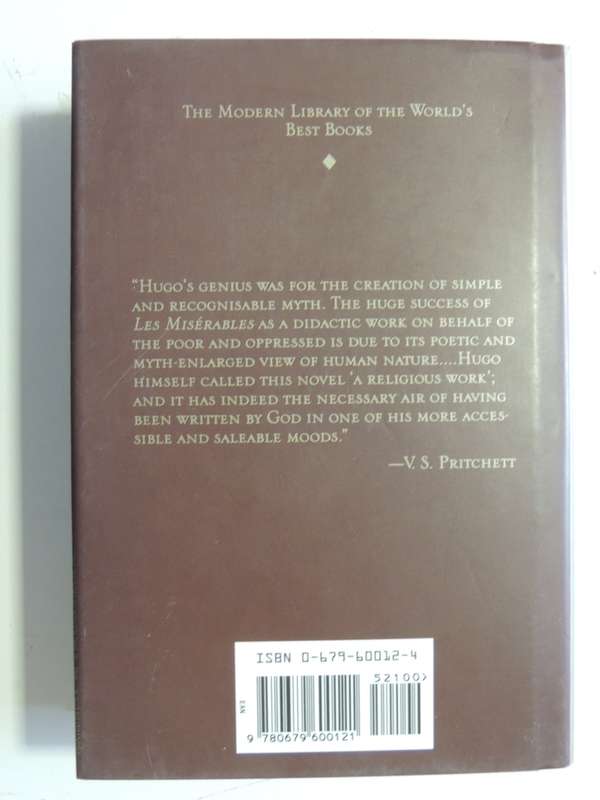 The Modern Library of the World's
Best Books
"Hugo's genius was for the creation of simple
and recognisable myth. The huge success of
Les Misérables as a didactic work on behalf of
the poor and oppressed is due to its poetic and
myth-enlarged view of human nature....Hugo
himself called this novel 'a religious work';
and it has indeed the necessary air of having
been written by God in one of his more acces-
sible and saleable moods."
—V. S. Pritchett
ISBN 0-679-60012-4
52100>
EAN
9 780679 600121